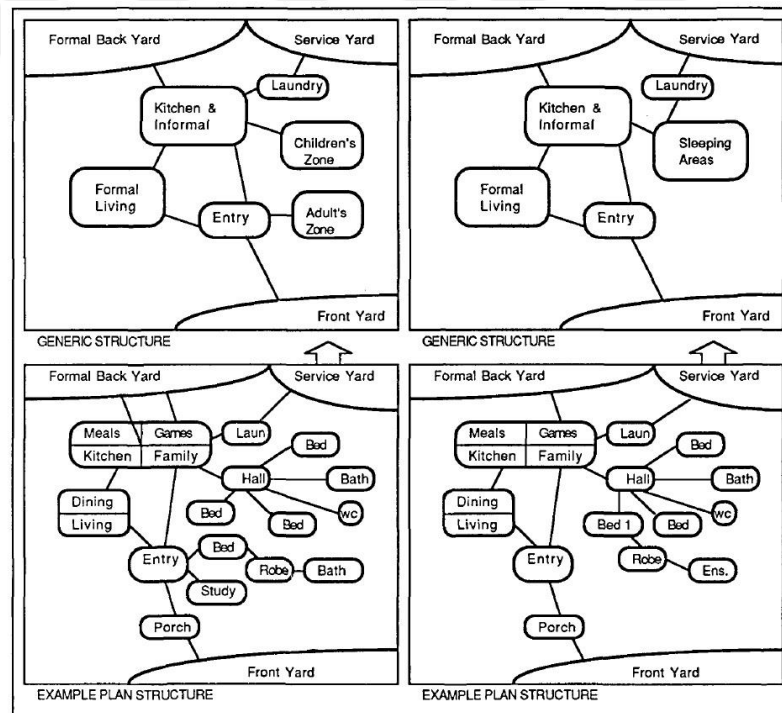 Formal Back Yard
Service Yard
Laundry
Kitchen &
Informal
Children's
Zone
Formal
Living
Entry
Adult's
Zone
Front Yard
GENERIC STRUCTURE
Formal Back Yard
Service Yard
Laundry
Kitchen &
Informal
Sleeping
Areas
Formal
Living
Entry
Front Yard
GENERIC STRUCTURE
Formal Back Yard
Service Yard
Meals
Games
Laun
Kitchen
Family
Bed
Hall
Bath
Dining
Living
Bed
Bed
wc
Entry
Bed
Robe
Bath
Study
Porch
Front Yard
EXAMPLE PLAN STRUCTURE
Formal Back Yard
Service Yard
Meals
Games
Laun
Kitchen
Family
Bed
Hall
Bath
Dining
Living
Bed 1
Bed
wc
Entry
Robe
Ens.
Porch
Front Yard
EXAMPLE PLAN STRUCTURE